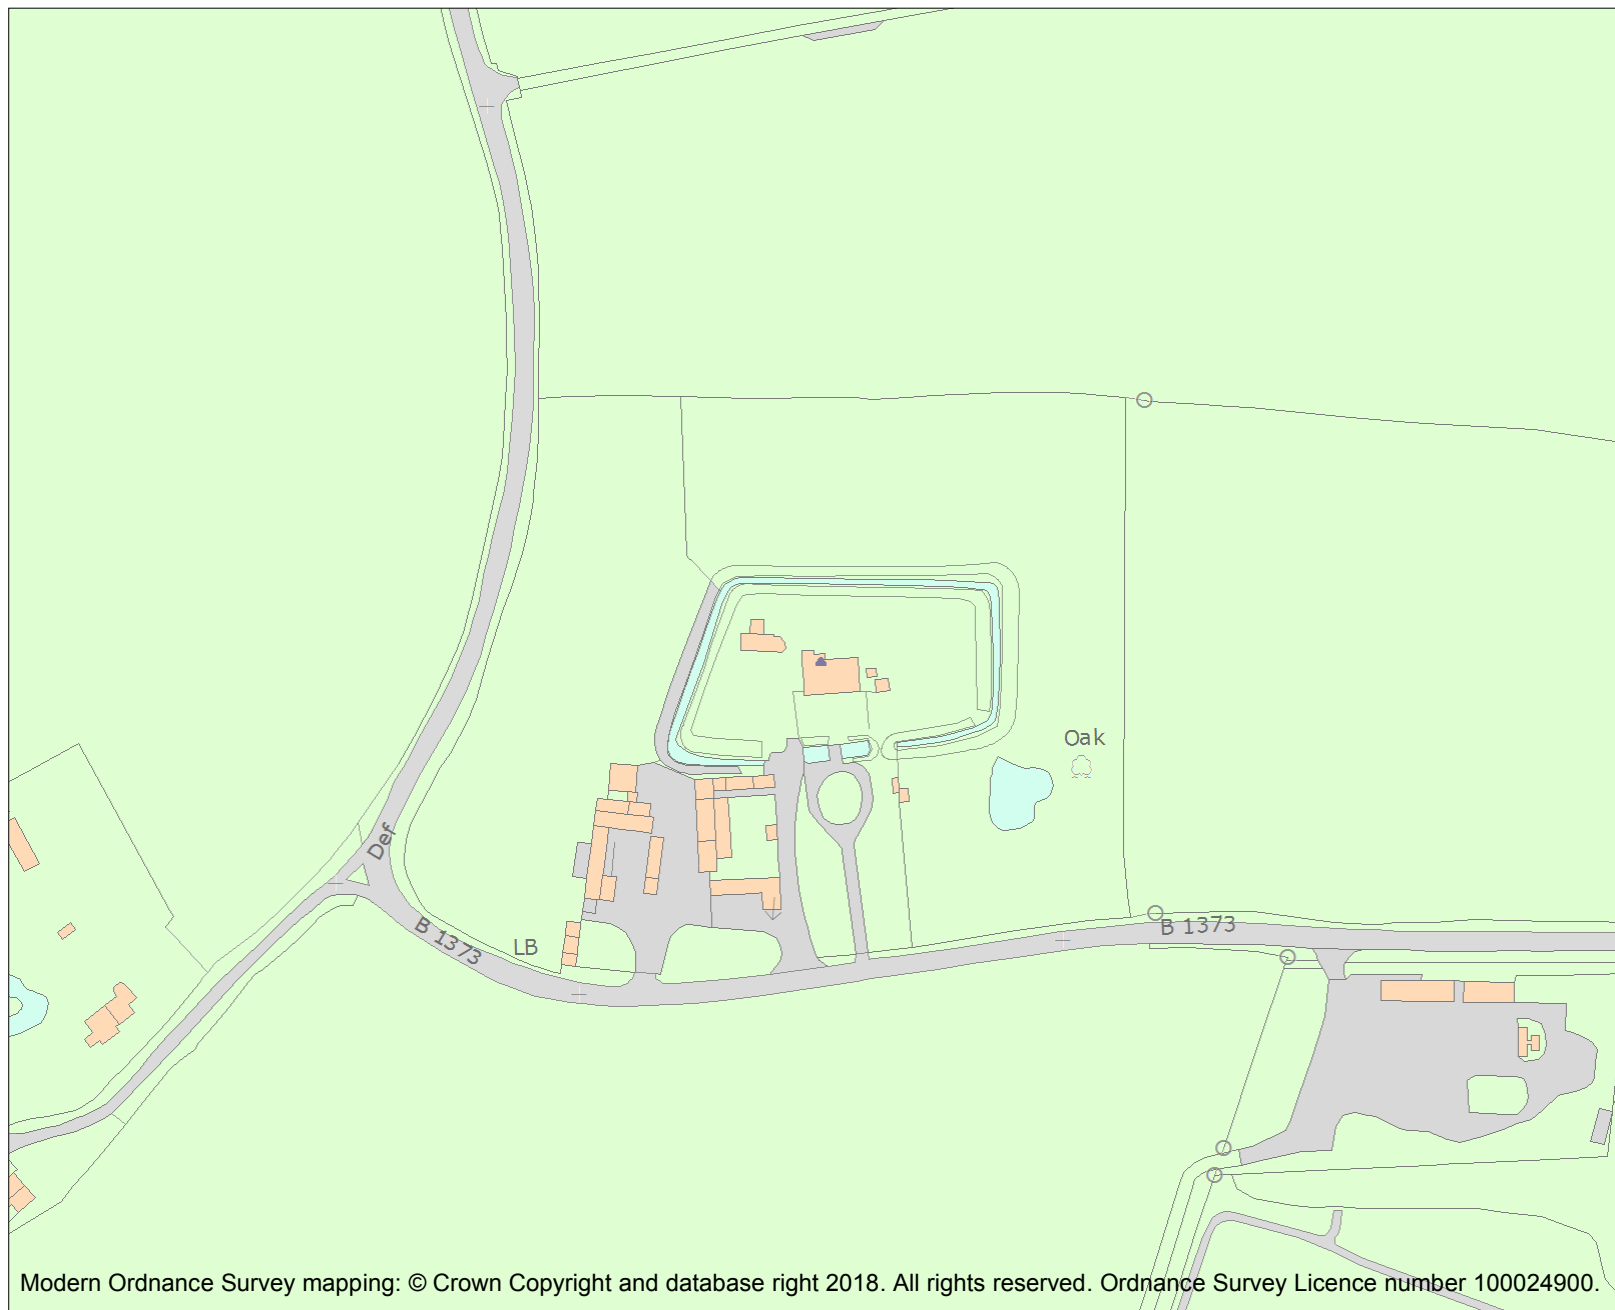 Oak
Def
B 1373
LB
B 1373
Modern Ordnance Survey mapping: © Crown Copyright and database right 2018. All rights reserved. Ordnance Survey Licence number 100024900.